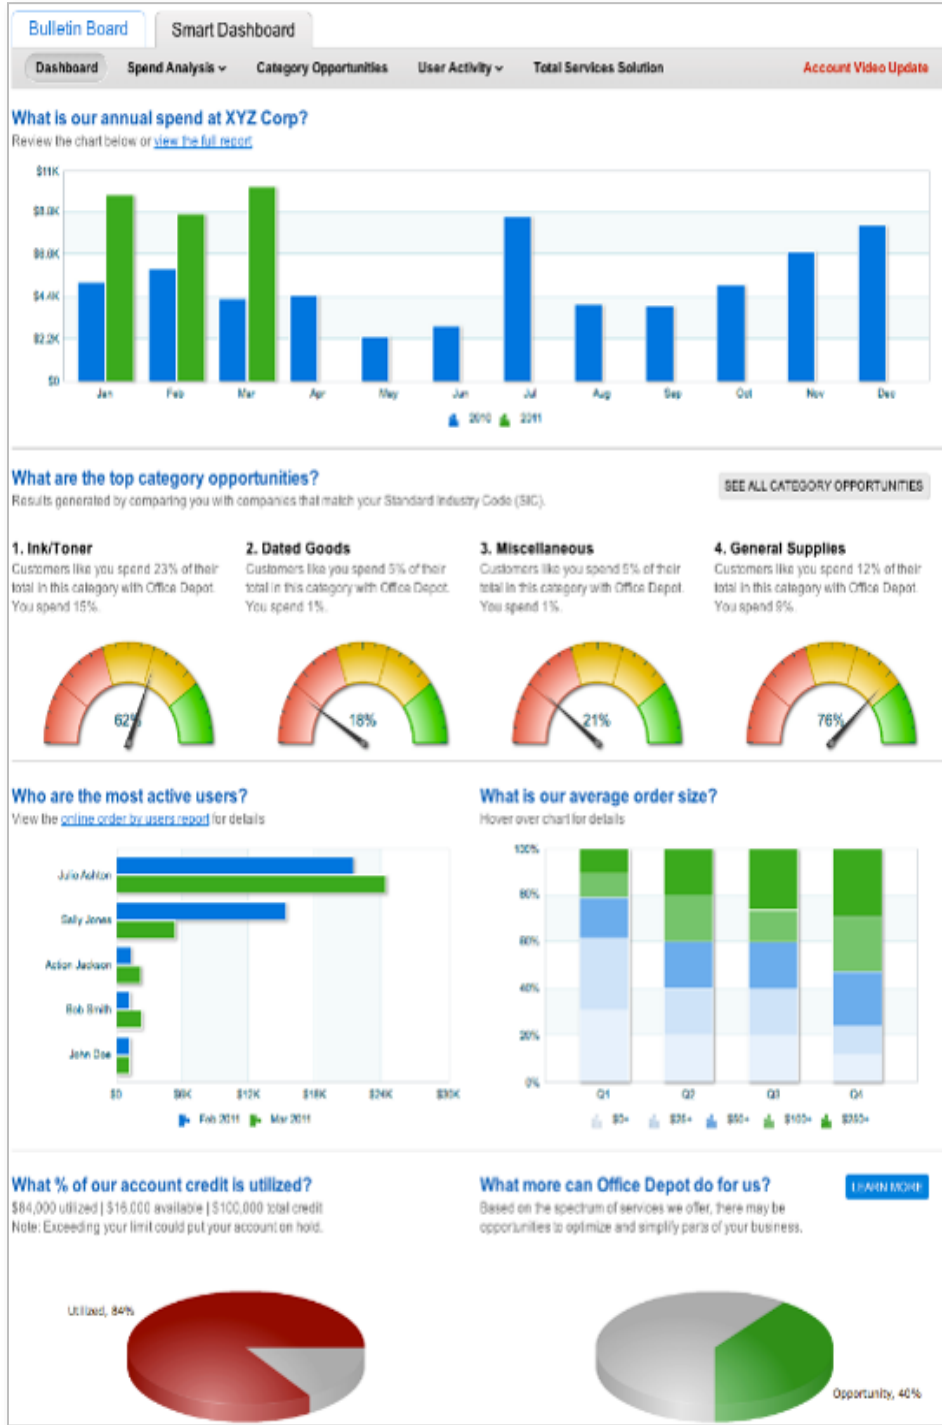 Bulletin Board
Smart Dashboard
Dashboard Spend Analysis Category Opportunities User Activity Total Services Solution Account Video Update
What is our annual spend at XYZ Corp?
Review the chart below or view the full report
$11K
$8.8K
$6.6K
$4.4K
$2.2K
$0
Jan Feb Mar Apr May Jun Jul Aug Sep Oct Nov Dec
2010 2011
What are the top category opportunities?
Results generated by comparing you with companies that match your Standard Industry Code (SIC).
SEE ALL CATEGORY OPPORTUNITIES
1. Ink/Toner
Customers like you spend 23% of their
total in this category with Office Depot.
You spend 15%.
62%
2. Dated Goods
Customers like you spend 5% of their
total in this category with Office Depot.
You spend 1%.
18%
3. Miscellaneous
Customers like you spend 5% of their
total in this category with Office Depot.
You spend 1%.
21%
4. General Supplies
Customers like you spend 12% of their
total in this category with Office Depot.
You spend 9%.
76%
Who are the most active users?
View the online order by users report for details
Julie Ashton
Sally Jones
Action Jackson
Bob Smith
John Doe
$0 $6K $12K $18K $24K $30K
Feb 2011 Mar 2011
What is our average order size?
Hover over chart for details
100%
80%
60%
40%
20%
0%
Q1 Q2 Q3 Q4
$0+ $25+ $50+ $100+ $250+
What % of our account credit is utilized?
$84,000 utilized | $16,000 available | $100,000 total credit
Note: Exceeding your limit could put your account on hold.
Utilized, 84%
What more can Office Depot do for us?
LEARN MORE
Based on the spectrum of services we offer, there may be
opportunities to optimize and simplify parts of your business.
Opportunity, 40%